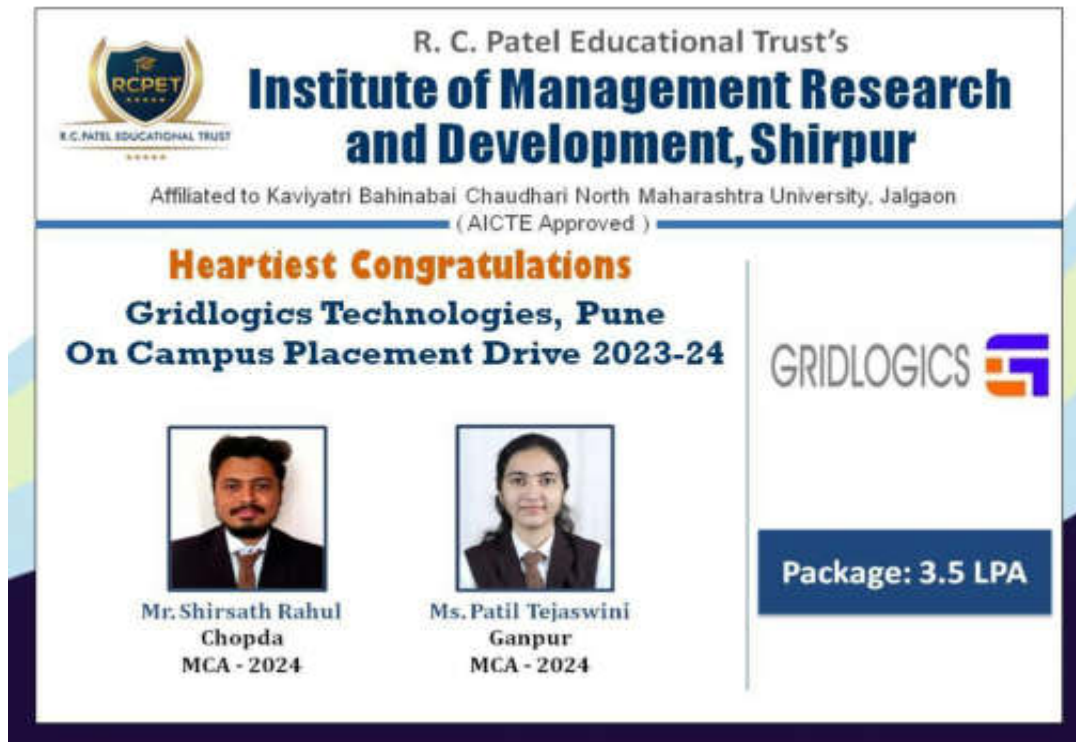 R. C. Patel Educational Trust's
Institute of Management Research
and Development, Shirpur
RCPET
R.C.PATEL EDUCATIONAL TRUST
Affiliated to Kaviyatri Bahinabai Chaudhari North Maharashtra University, Jalgaon
( AICTE Approved )
Heartiest Congratulations
Gridlogics Technologies, Pune
On Campus Placement Drive 2023-24
GRIDLOGICS
Mr. Shirsath Rahul
Chopda
MCA - 2024
Ms. Patil Tejaswini
Ganpur
MCA - 2024
Package: 3.5 LPA